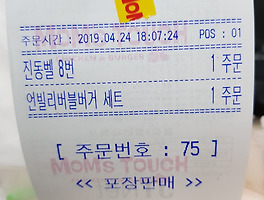 주문시간 : 2019.04.24 18:07:24 POS : 01
진동벨 8번 1 주문
언빌리버블버거 세트 1 주문
[ 주문번호 : 75 ]
MOM'S TOUCH
<< 포장판매 >>